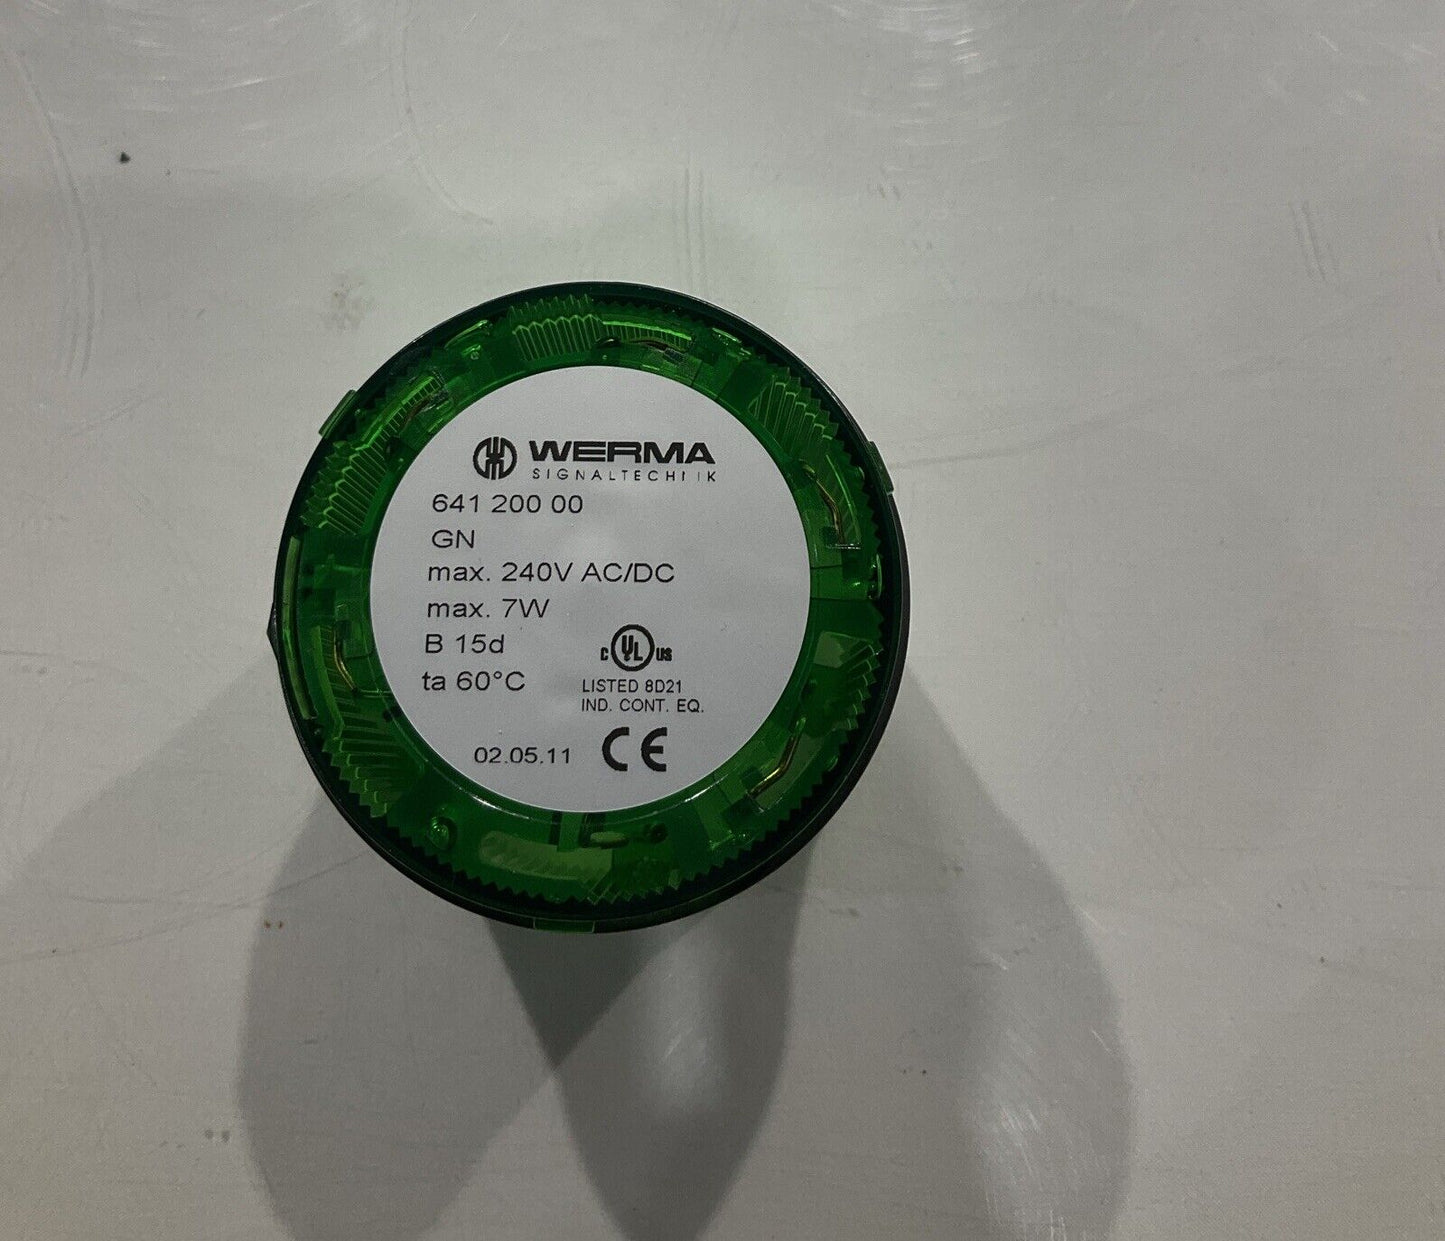 WERMA
SIGNALTECHNIK
641 200 00
GN
max. 240V AC/DC
max. 7W
B 15d
ta 60°C
C UL US
LISTED 8D21
IND. CONT. EQ.
02.05.11 CE